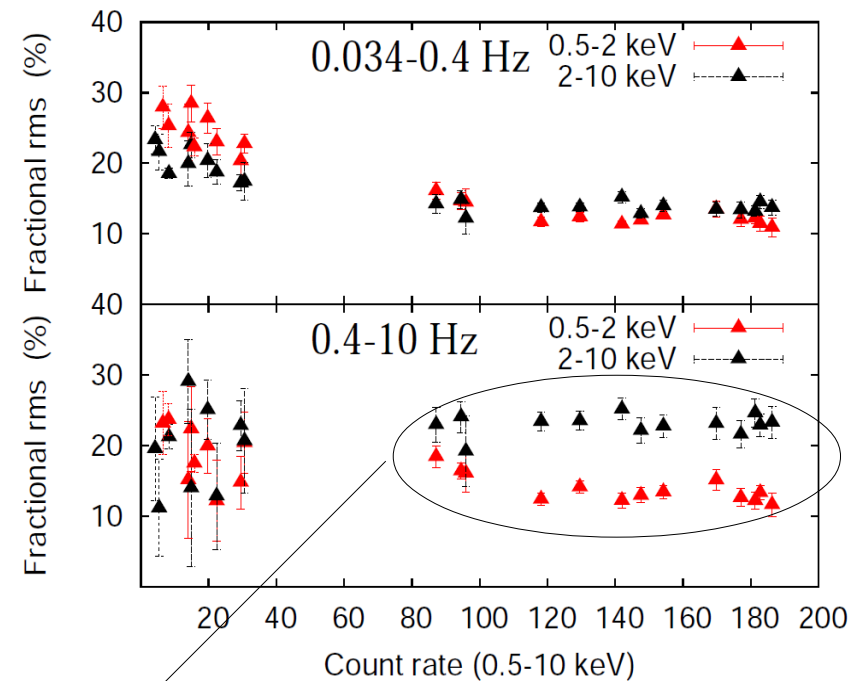 40
0.034-0.4 Hz
0.5-2 keV
2-10 keV
30
20
10
Fractional rms (%)
40
0.4-10 Hz
0.5-2 keV
2-10 keV
30
20
10
Fractional rms (%)
20 40 60 80 100 120 140 160 180 200
Count rate (0.5-10 keV)